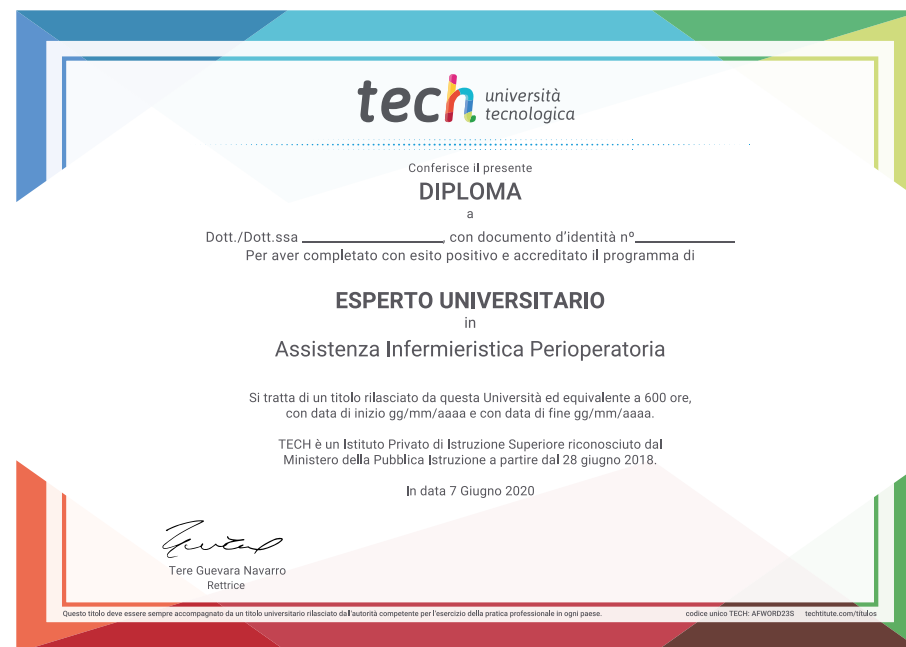 tech università
tecnologica
Conferisce il presente
DIPLOMA
a
Dott./Dott.ssa ________________, con documento d'identità nº____________
Per aver completato con esito positivo e accreditato il programma di
ESPERTO UNIVERSITARIO
in
Assistenza Infermieristica Perioperatoria
Si tratta di un titolo rilasciato da questa Università ed equivalente a 600 ore,
con data di inizio gg/mm/aaaa e con data di fine gg/mm/aaaa.
TECH è un Istituto Privato di Istruzione Superiore riconosciuto dal
Ministero della Pubblica Istruzione a partire dal 28 giugno 2018.
In data 7 Giugno 2020
Tere Guevara Navarro
Rettrice
Questo titolo deve essere sempre accompagnato da un titolo universitario rilasciato dall'autorità competente per l'esercizio della pratica professionale in ogni paese. codice unico TECH: AFWORD23S techtitute.com/titulos